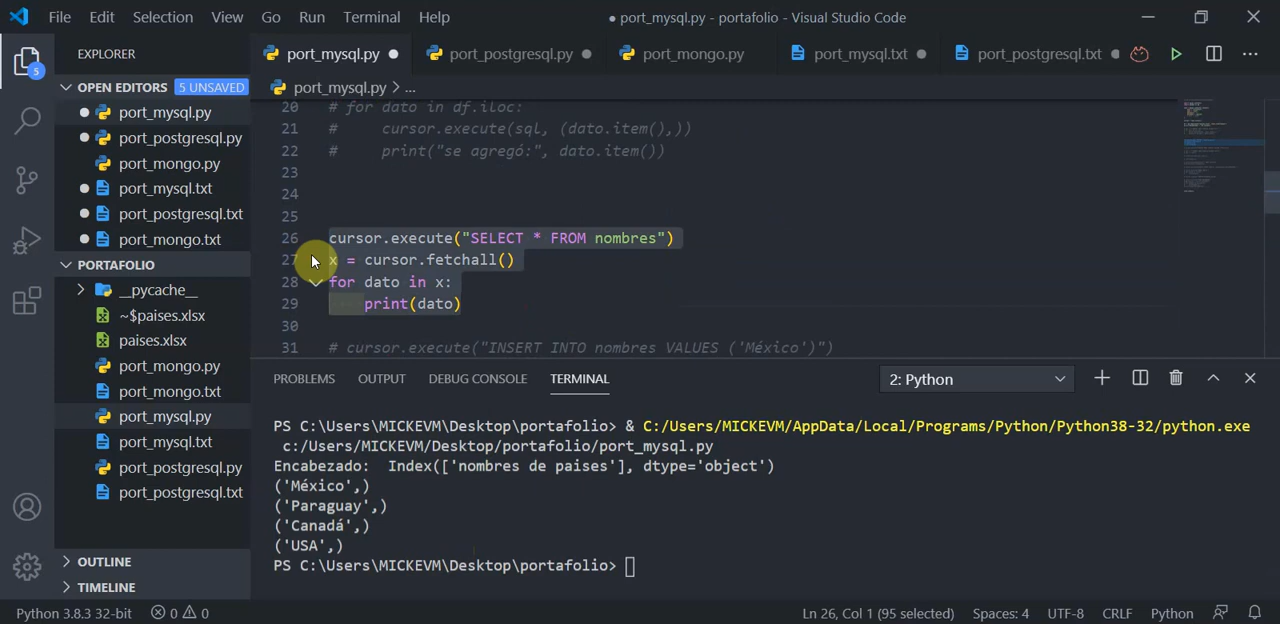 File Edit Selection View Go Run Terminal Help ● port_mysql.py - portafolio - Visual Studio Code
EXPLORER
OPEN EDITORS 5 UNSAVED
port_mysql.py
port_postgresql.py
port_mongo.py
port_mysql.txt
port_postgresql.txt
port_mongo.txt
PORTAFOLIO
__pycache__
~$paises.xlsx
paises.xlsx
port_mongo.py
port_mongo.txt
port_mysql.py
port_mysql.txt
port_postgresql.py
port_postgresql.txt
OUTLINE
TIMELINE
5
port_mysql.py port_postgresql.py port_mongo.py port_mysql.txt port_postgresql.txt
port_mysql.py > ...
20 # for dato in df.iloc:
21 #     cursor.execute(sql, (dato.item(),))
22 #     print("se agregó:", dato.item())
23
24
25
26 cursor.execute("SELECT * FROM nombres")
27 x = cursor.fetchall()
28 for dato in x:
29     print(dato)
30
31 # cursor.execute("INSERT INTO nombres VALUES ('México')")
PROBLEMS OUTPUT DEBUG CONSOLE TERMINAL 2: Python
PS C:\Users\MICKEVM\Desktop\portafolio> & C:/Users/MICKEVM/AppData/Local/Programs/Python/Python38-32/python.exe
c:/Users/MICKEVM/Desktop/portafolio/port_mysql.py
Encabezado:  Index(['nombres de paises'], dtype='object')
('México',)
('Paraguay',)
('Canadá',)
('USA',)
PS C:\Users\MICKEVM\Desktop\portafolio>
Python 3.8.3 32-bit 0 0 Ln 26, Col 1 (95 selected) Spaces: 4 UTF-8 CRLF Python